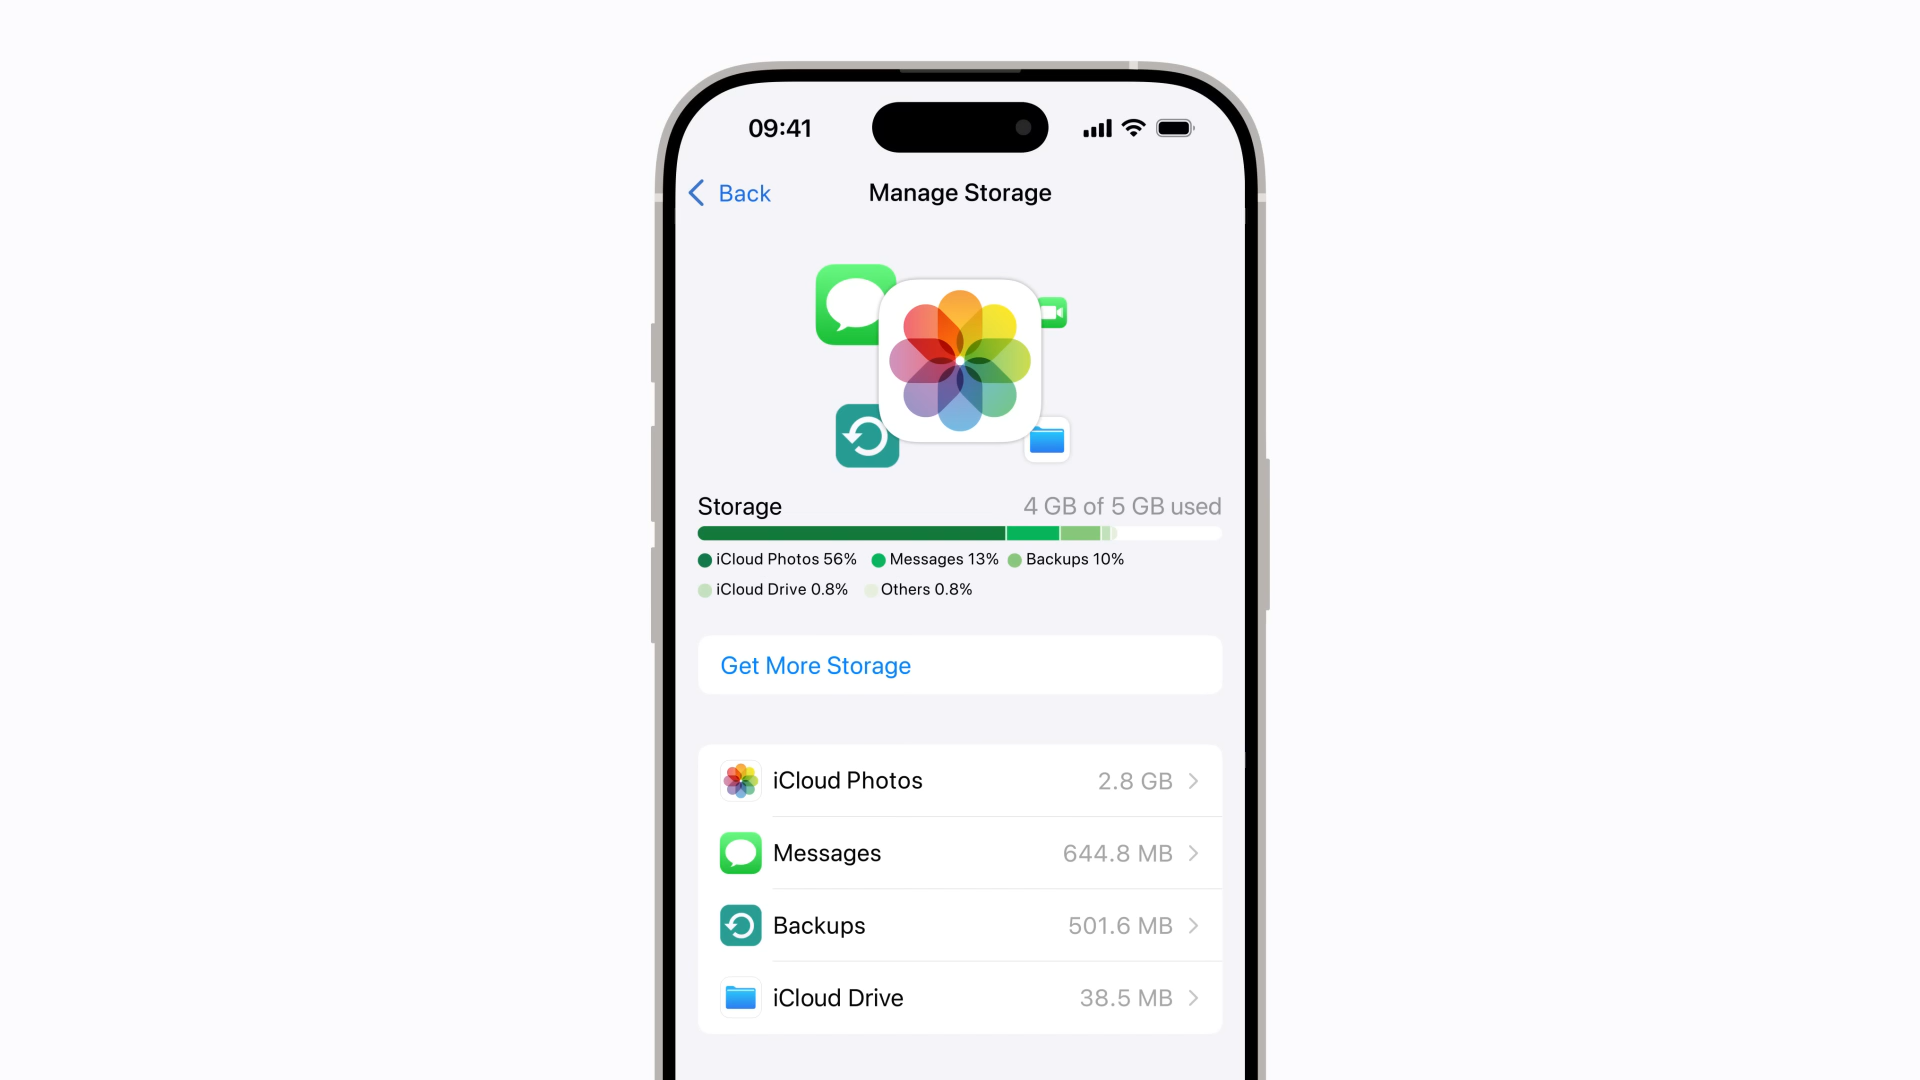 09:41
Back
Manage Storage
Storage
4 GB of 5 GB used
iCloud Photos 56% Messages 13% Backups 10%
iCloud Drive 0.8% Others 0.8%
Get More Storage
iCloud Photos 2.8 GB
Messages 644.8 MB
Backups 501.6 MB
iCloud Drive 38.5 MB